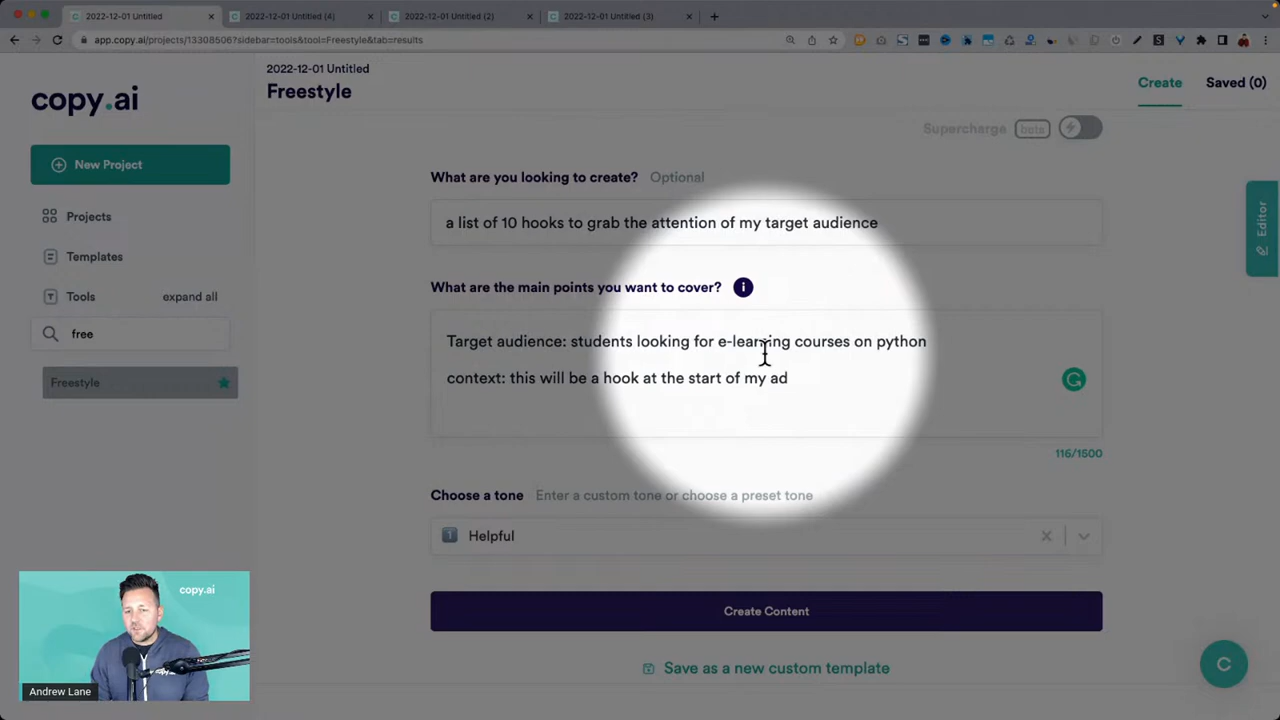 2022-12-01 Untitled
2022-12-01 Untitled (4)
2022-12-01 Untitled (2)
2022-12-01 Untitled (3)
app.copy.ai/projects/13308506?sidebar=tools&tool=Freestyle&tab=results
copy.ai
2022-12-01 Untitled
Freestyle
Create
Saved (0)
New Project
Supercharge
bots
Projects
Templates
Tools
expand all
free
Freestyle
What are you looking to create? Optional
a list of 10 hooks to grab the attention of my target audience
What are the main points you want to cover? i
Target audience: students looking for e-learning courses on python
context: this will be a hook at the start of my ad
116/1500
Choose a tone Enter a custom tone or choose a preset tone
Helpful
Create Content
Save as a new custom template
Editor
C
copy.ai
Andrew Lane